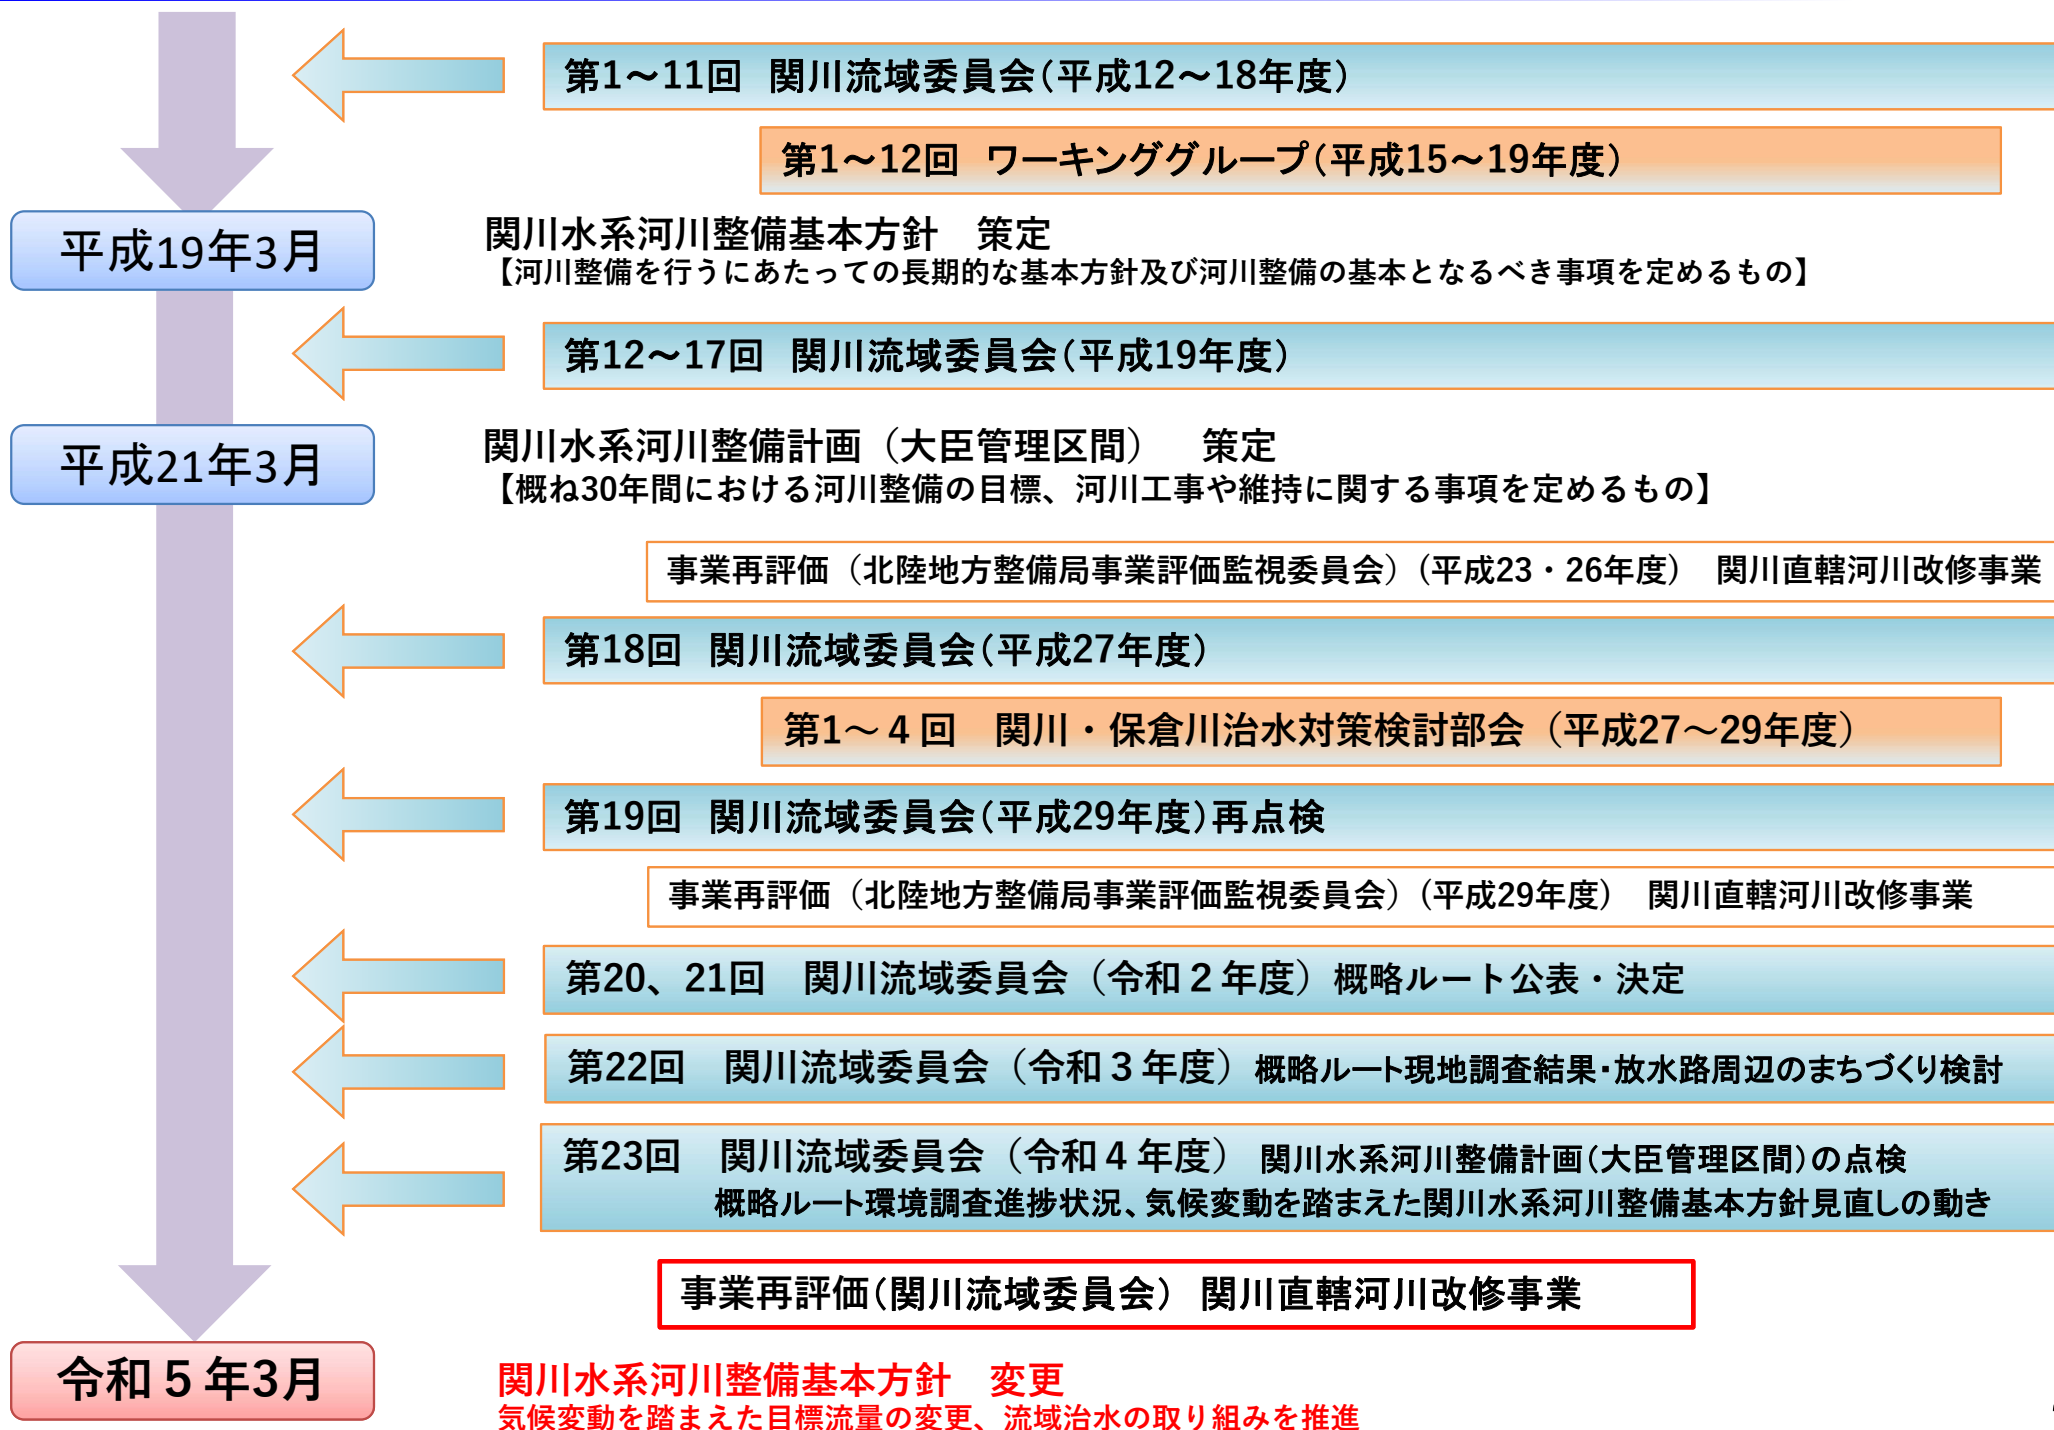 第1～11回　関川流域委員会(平成12～18年度)
第1～12回　ワーキンググループ(平成15～19年度)
平成19年3月
関川水系河川整備基本方針　策定
【河川整備を行うにあたっての長期的な基本方針及び河川整備の基本となるべき事項を定めるもの】
第12～17回　関川流域委員会(平成19年度)
平成21年3月
関川水系河川整備計画（大臣管理区間）　策定
【概ね30年間における河川整備の目標、河川工事や維持に関する事項を定めるもの】
事業再評価（北陸地方整備局事業評価監視委員会）(平成23・26年度)　関川直轄河川改修事業
第18回　関川流域委員会(平成27年度)
第1～４回　関川・保倉川治水対策検討部会（平成27～29年度）
第19回　関川流域委員会(平成29年度)再点検
事業再評価（北陸地方整備局事業評価監視委員会）(平成29年度)　関川直轄河川改修事業
第20、21回　関川流域委員会（令和２年度）概略ルート公表・決定
第22回　関川流域委員会（令和３年度）概略ルート現地調査結果・放水路周辺のまちづくり検討
第23回　関川流域委員会（令和４年度）関川水系河川整備計画(大臣管理区間)の点検
概略ルート環境調査進捗状況、気候変動を踏まえた関川水系河川整備基本方針見直しの動き
事業再評価(関川流域委員会)　関川直轄河川改修事業
令和５年3月
関川水系河川整備基本方針　変更
気候変動を踏まえた目標流量の変更、流域治水の取り組みを推進